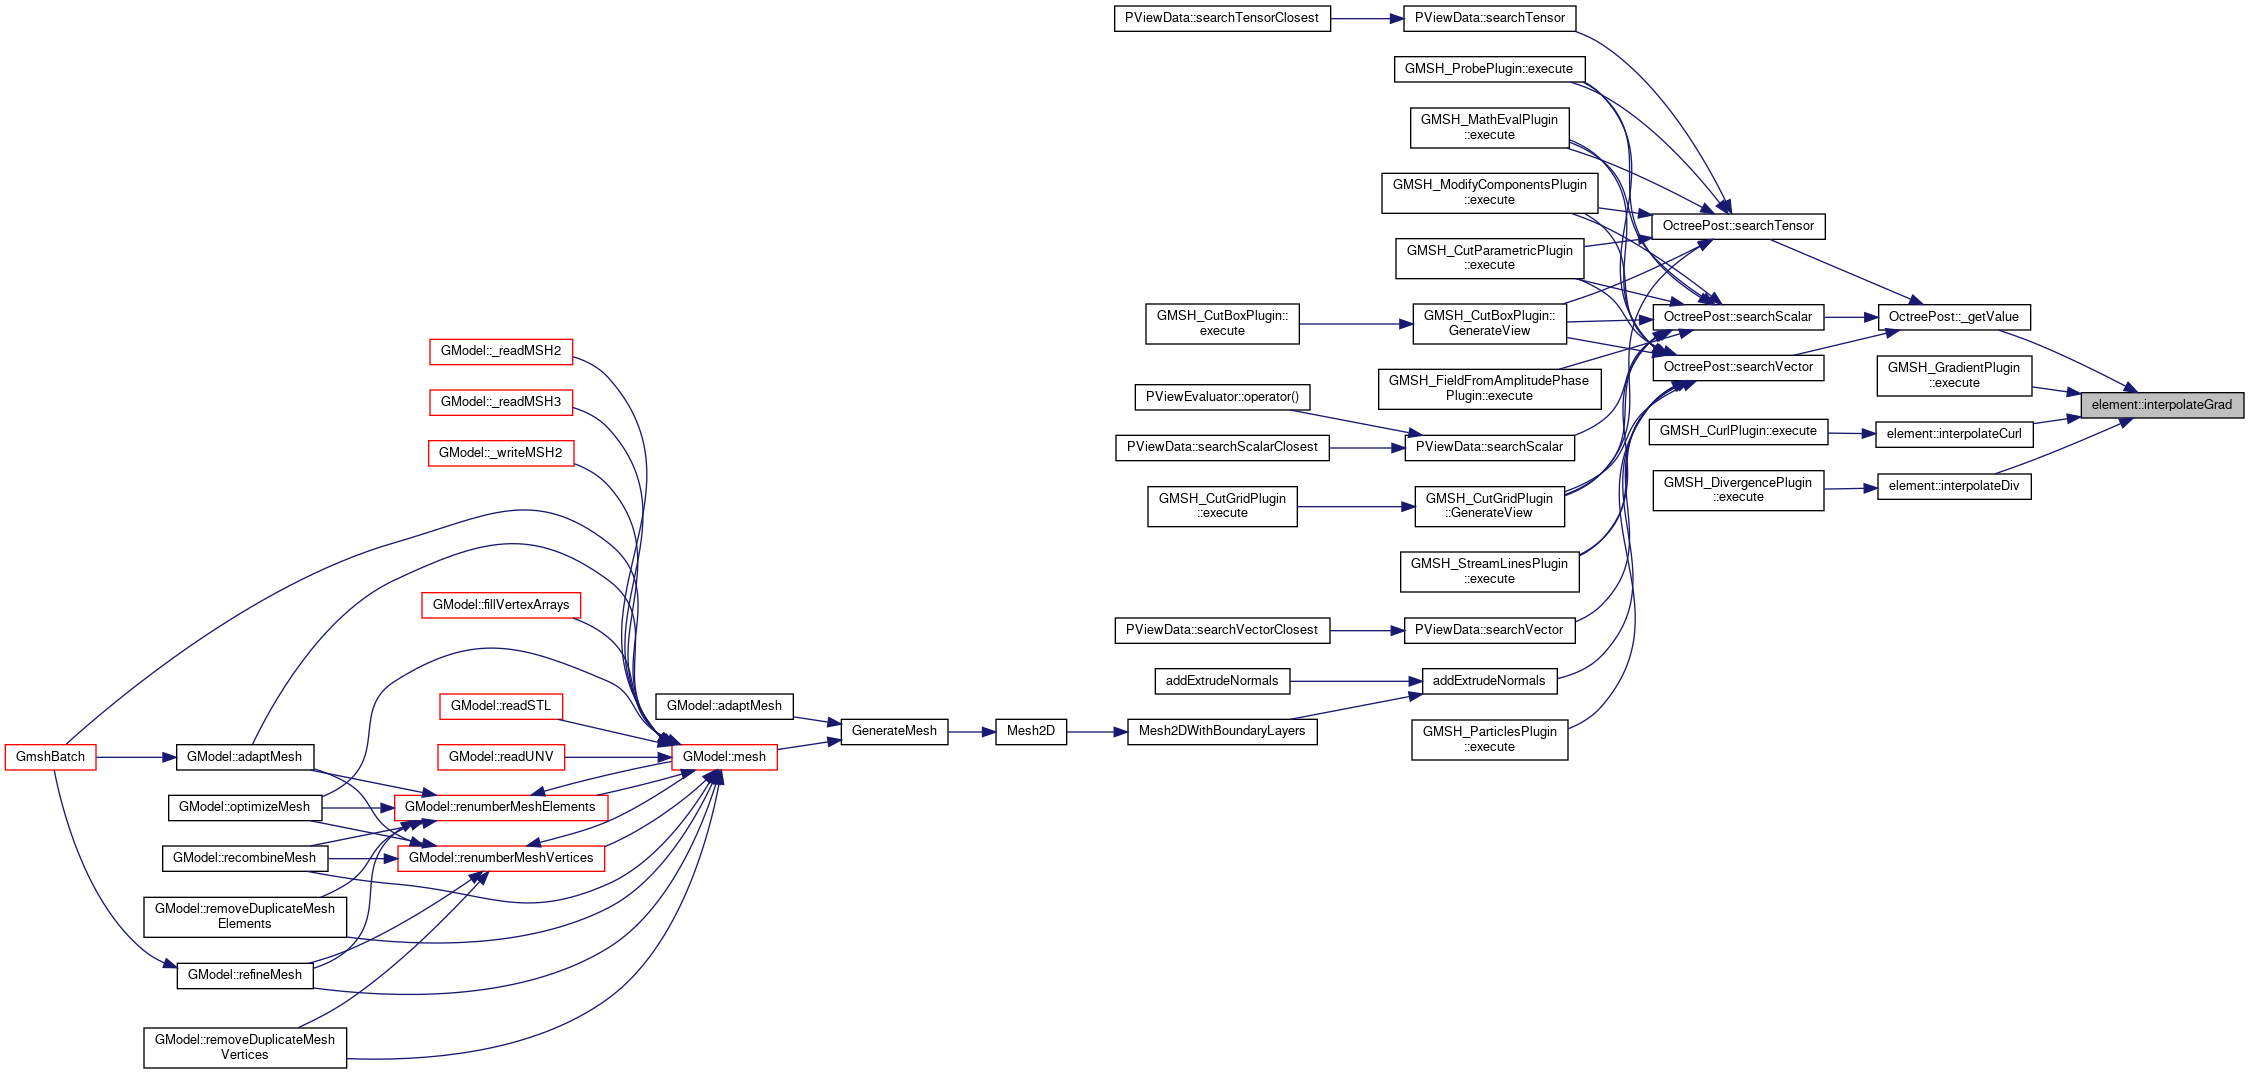 PViewData::searchTensorClosest
PViewData::searchTensor
GMSH_ProbePlugin::execute
GMSH_MathEvalPlugin
::execute
GMSH_ModifyComponentsPlugin
::execute
OctreePost::searchTensor
GMSH_CutParametricPlugin
::execute
GMSH_CutBoxPlugin::
execute
GMSH_CutBoxPlugin::
GenerateView
OctreePost::searchScalar
OctreePost::_getValue
GModel::_readMSH2
GMSH_FieldFromAmplitudePhase
Plugin::execute
OctreePost::searchVector
GMSH_GradientPlugin
::execute
GModel::_readMSH3
PViewEvaluator::operator()
element::interpolateGrad
GModel::_writeMSH2
PViewData::searchScalarClosest
PViewData::searchScalar
GMSH_CurlPlugin::execute
element::interpolateCurl
GMSH_CutGridPlugin
::execute
GMSH_CutGridPlugin
::GenerateView
GMSH_DivergencePlugin
::execute
element::interpolateDiv
GMSH_StreamLinesPlugin
::execute
GModel::fillVertexArrays
PViewData::searchVectorClosest
PViewData::searchVector
addExtrudeNormals
addExtrudeNormals
GModel::readSTL
GModel::adaptMesh
GenerateMesh
Mesh2D
Mesh2DWithBoundaryLayers
GMSH_ParticlesPlugin
::execute
GmshBatch
GModel::adaptMesh
GModel::readUNV
GModel::mesh
GModel::optimizeMesh
GModel::renumberMeshElements
GModel::recombineMesh
GModel::renumberMeshVertices
GModel::removeDuplicateMesh
Elements
GModel::refineMesh
GModel::removeDuplicateMesh
Vertices